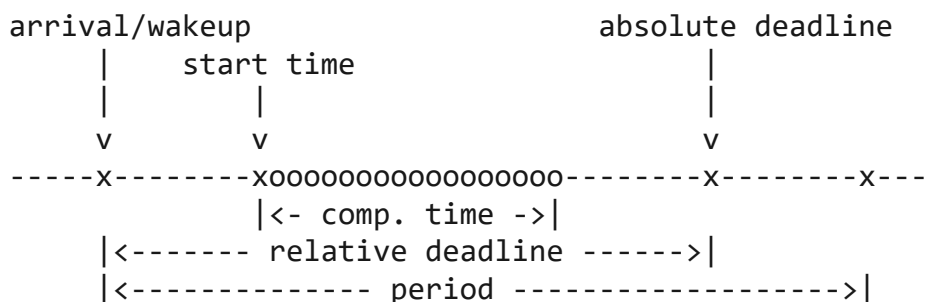 arrival/wakeup                    absolute deadline
     |    start time                    |
     |        |                         |
     v        v                         v
-----x--------xooooooooooooooooo--------x--------x---
              |<- comp. time ->|
     |<------- relative deadline ------>|
     |<-------------- period ------------------->|